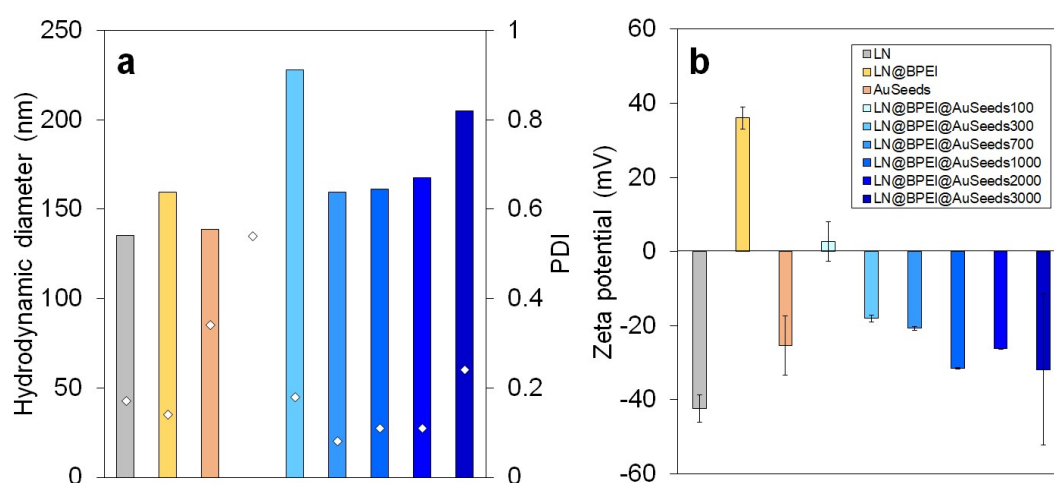 a
Hydrodynamic diameter (nm)
250
200
150
100
50
0
1
0.8
0.6
0.4
0.2
0
PDI
b
Zeta potential (mV)
60
40
20
0
-20
-40
-60
LN
LN@BPEI
AuSeeds
LN@BPEI@AuSeeds100
LN@BPEI@AuSeeds300
LN@BPEI@AuSeeds700
LN@BPEI@AuSeeds1000
LN@BPEI@AuSeeds2000
LN@BPEI@AuSeeds3000